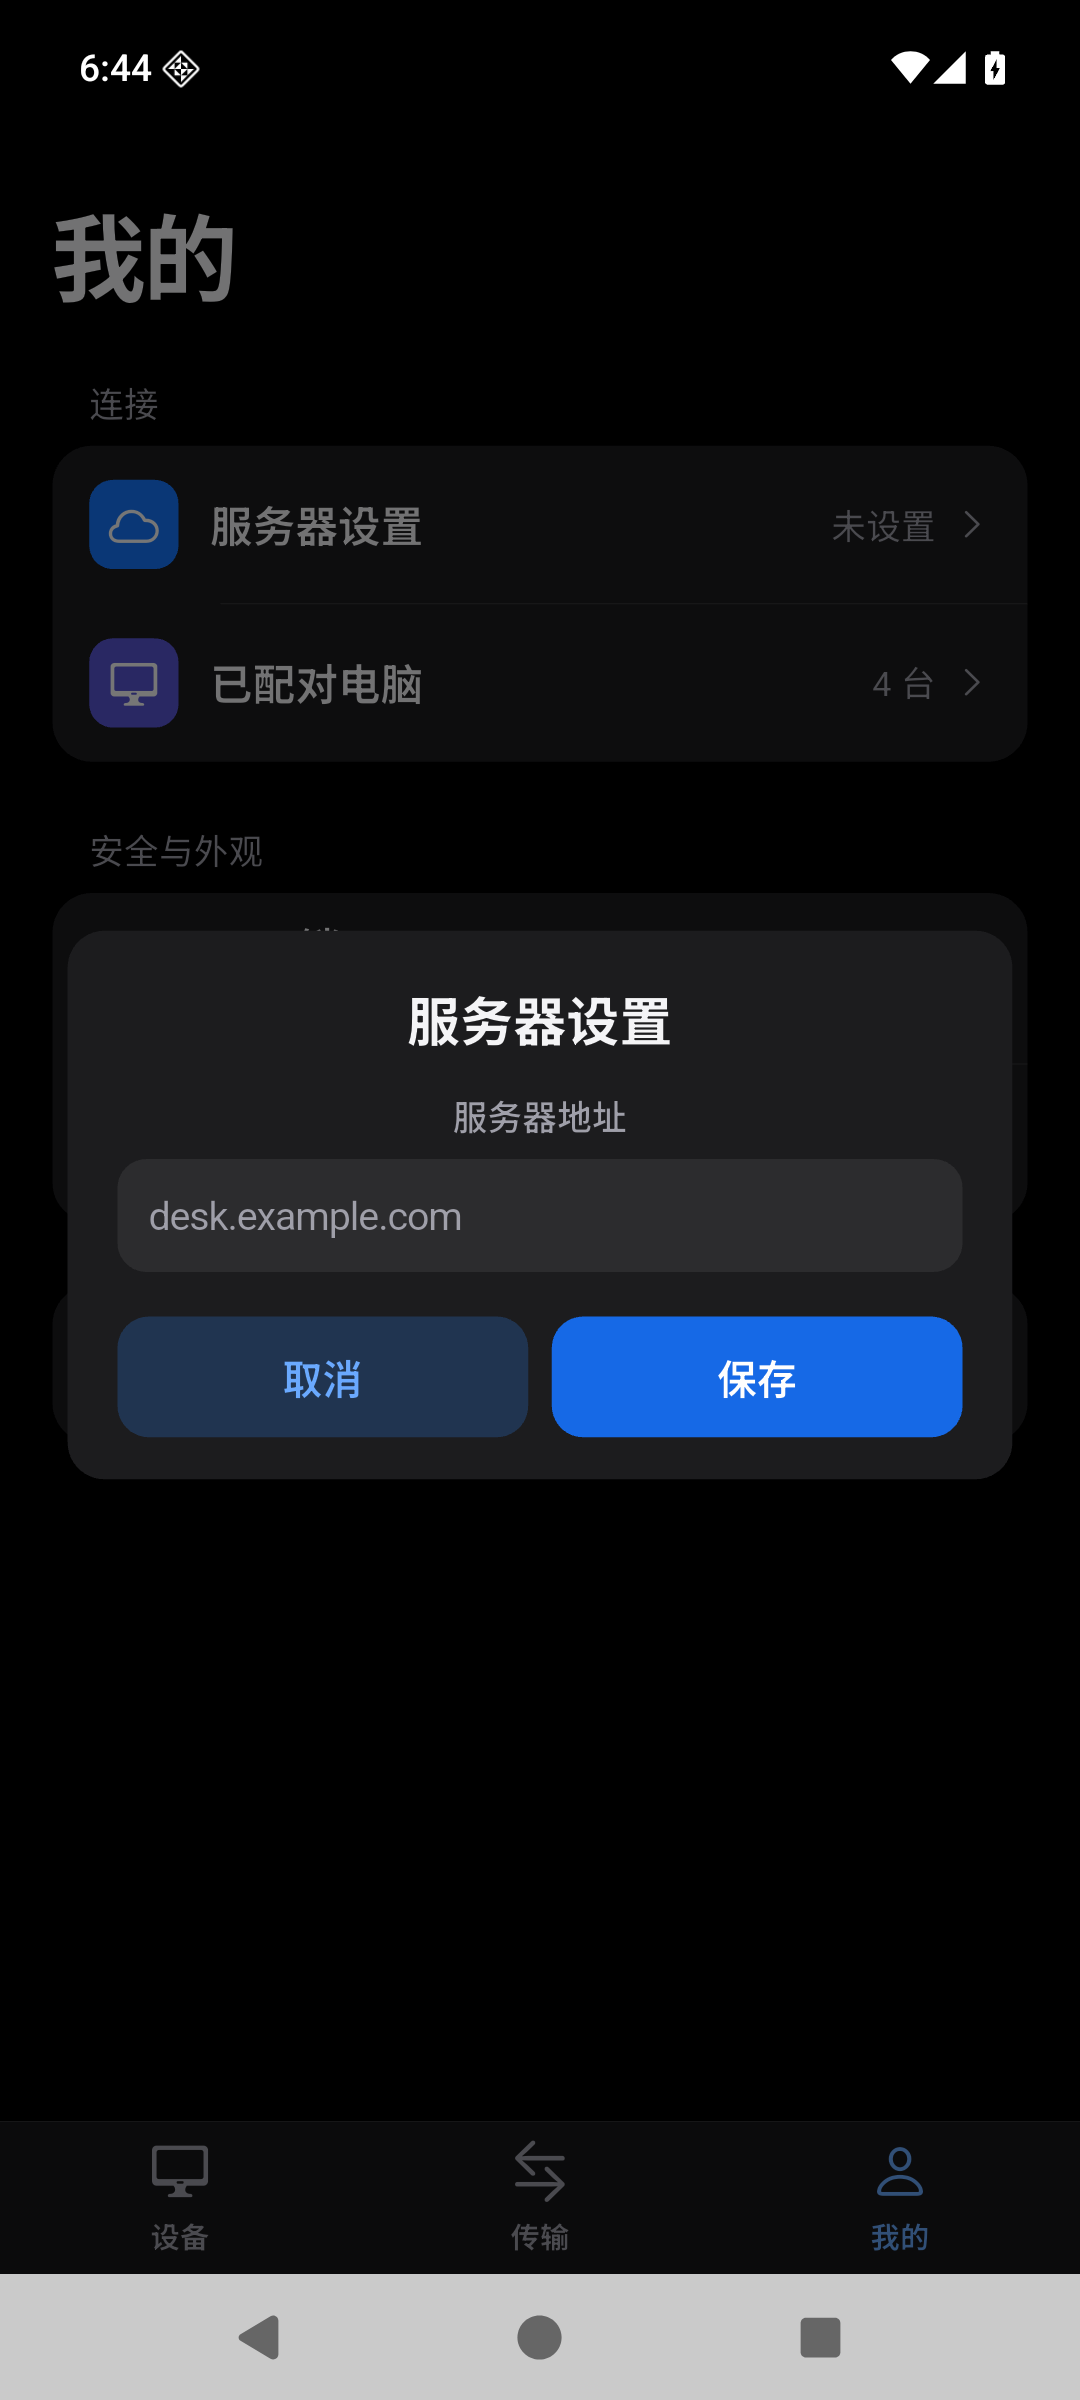 6:44
我的
连接
服务器设置
未设置
已配对电脑
4 台
安全与外观
服务器设置
服务器地址
desk.example.com
取消
保存
设备
传输
我的